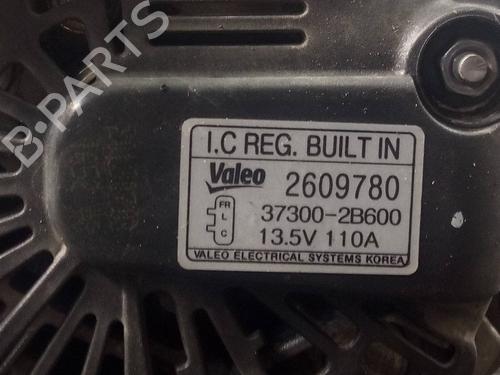 B-PARTS
I.C REG. BUILT IN
Valeo 2609780
FR
L
C
37300-2B600
13.5V 110A
VALEO ELECTRICAL SYSTEMS KOREA